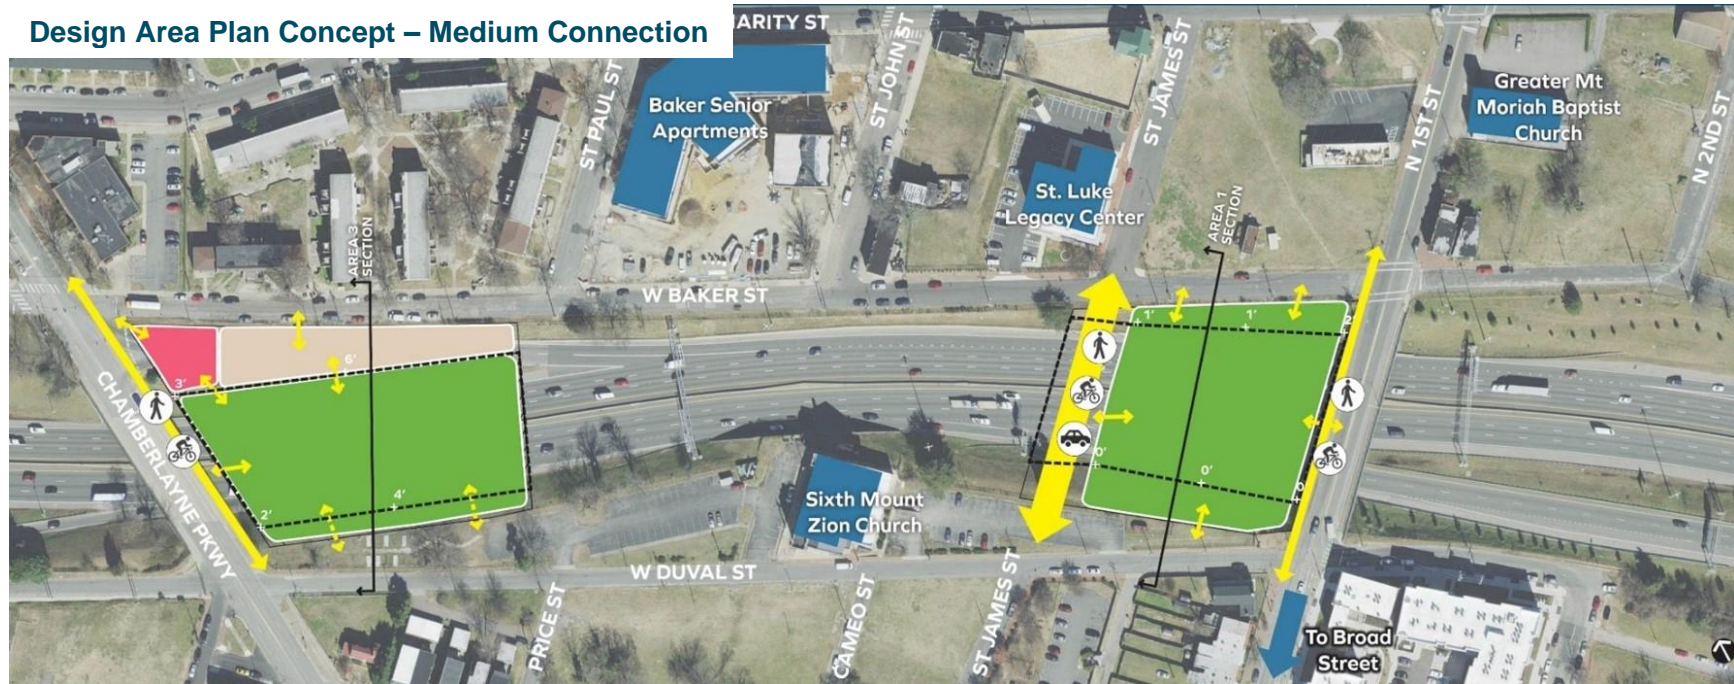 Design Area Plan Concept – Medium Connection
HARITY ST
ST PAUL ST
Baker Senior
Apartments
ST JOHN ST
St. Luke
Legacy Center
ST JAMES ST
N 1ST ST
Greater Mt
Moriah Baptist
Church
N 2ND ST
AREA 3
SECTION
AREA 1
SECTION
W BAKER ST
1'
1'
2'
3'
6'
CHAMBERLAYNE PKWY
2'
4'
0'
0'
0'
Sixth Mount
Zion Church
W DUVAL ST
PRICE ST
CAMEO ST
ST JAMES ST
To Broad
Street